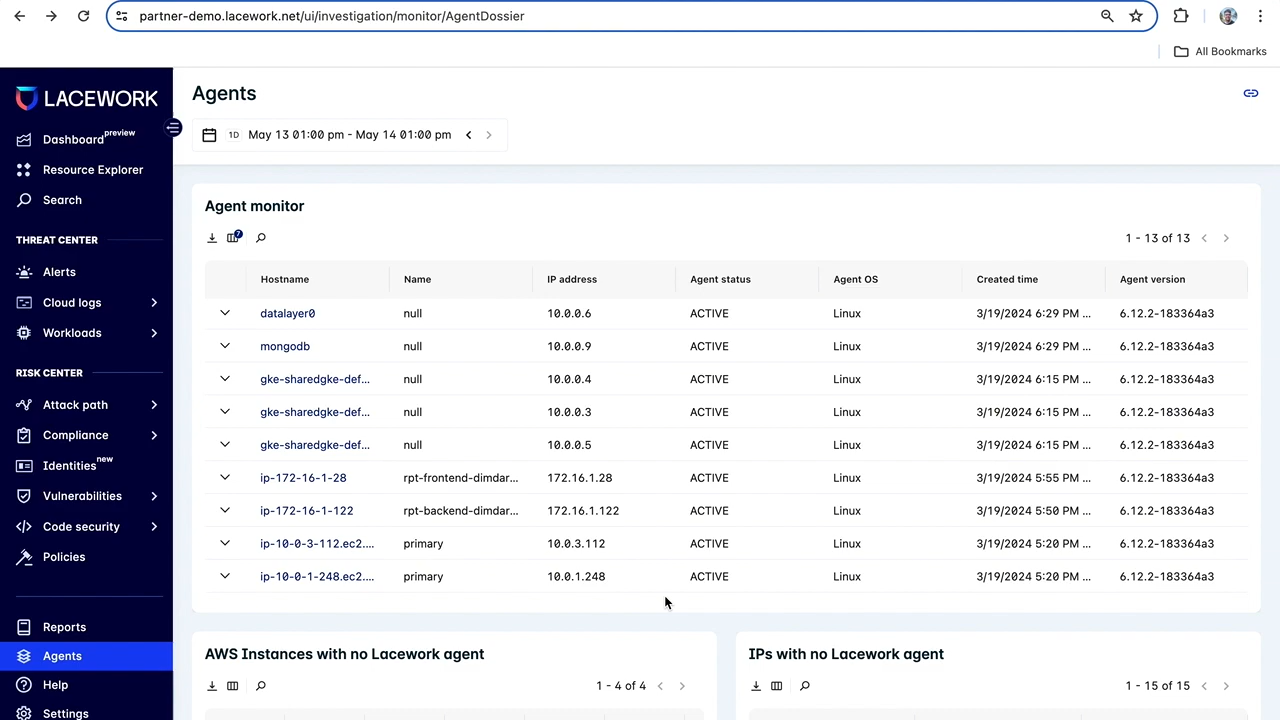 partner-demo.lacework.net/ui/investigation/monitor/AgentDossier
All Bookmarks
LACEWORK
Dashboard preview
Resource Explorer
Search
THREAT CENTER
Alerts
Cloud logs
Workloads
RISK CENTER
Attack path
Compliance
Identities new
Vulnerabilities
Code security
Policies
Reports
Agents
Help
Settings
Agents
1D May 13 01:00 pm - May 14 01:00 pm
Agent monitor
7
1 - 13 of 13
Hostname Name IP address Agent status Agent OS Created time Agent version
datalayer0 null 10.0.0.6 ACTIVE Linux 3/19/2024 6:29 PM ... 6.12.2-183364a3
mongodb null 10.0.0.9 ACTIVE Linux 3/19/2024 6:29 PM ... 6.12.2-183364a3
gke-sharedgke-def... null 10.0.0.4 ACTIVE Linux 3/19/2024 6:15 PM ... 6.12.2-183364a3
gke-sharedgke-def... null 10.0.0.3 ACTIVE Linux 3/19/2024 6:15 PM ... 6.12.2-183364a3
gke-sharedgke-def... null 10.0.0.5 ACTIVE Linux 3/19/2024 6:15 PM ... 6.12.2-183364a3
ip-172-16-1-28 rpt-frontend-dimdar... 172.16.1.28 ACTIVE Linux 3/19/2024 5:55 PM ... 6.12.2-183364a3
ip-172-16-1-122 rpt-backend-dimdar... 172.16.1.122 ACTIVE Linux 3/19/2024 5:50 PM ... 6.12.2-183364a3
ip-10-0-3-112.ec2.... primary 10.0.3.112 ACTIVE Linux 3/19/2024 5:20 PM ... 6.12.2-183364a3
ip-10-0-1-248.ec2.... primary 10.0.1.248 ACTIVE Linux 3/19/2024 5:20 PM ... 6.12.2-183364a3
AWS Instances with no Lacework agent
1 - 4 of 4
IPs with no Lacework agent
1 - 15 of 15